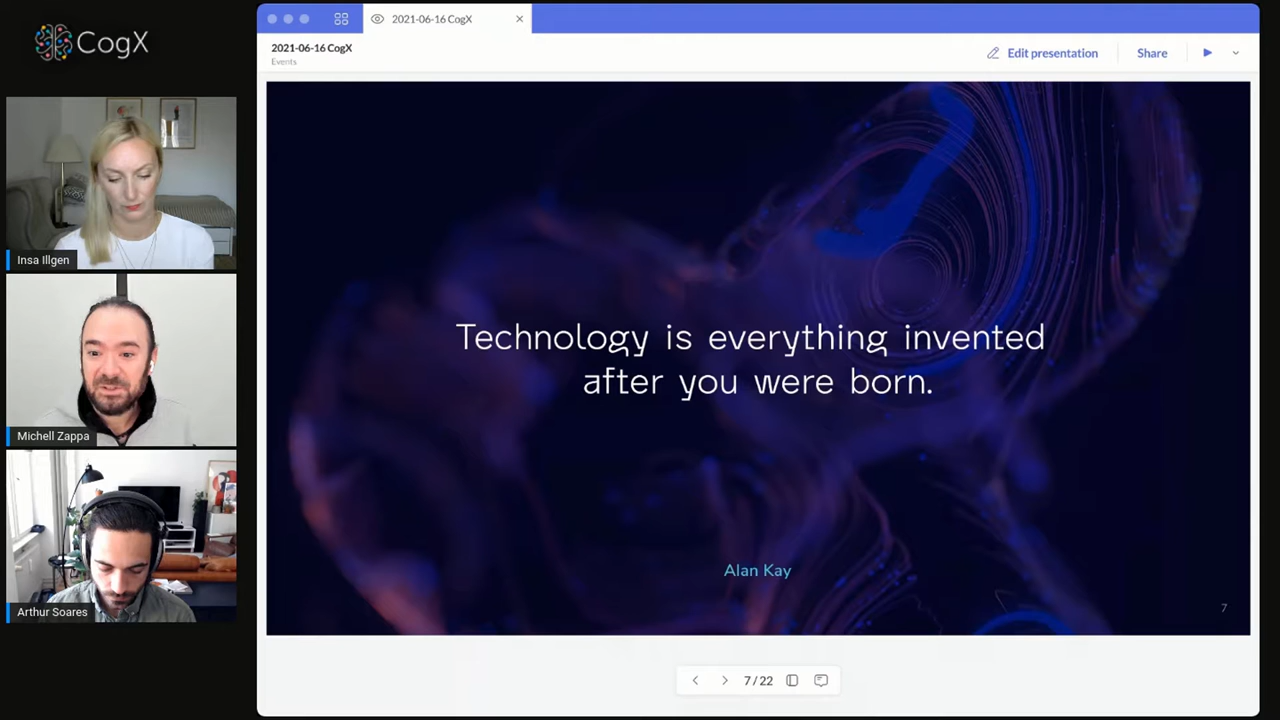 CogX
Insa Illgen
Michell Zappa
Arthur Soares
2021-06-16 CogX
2021-06-16 CogX
Events
Edit presentation
Share
Technology is everything invented
after you were born.
Alan Kay
7
7 / 22